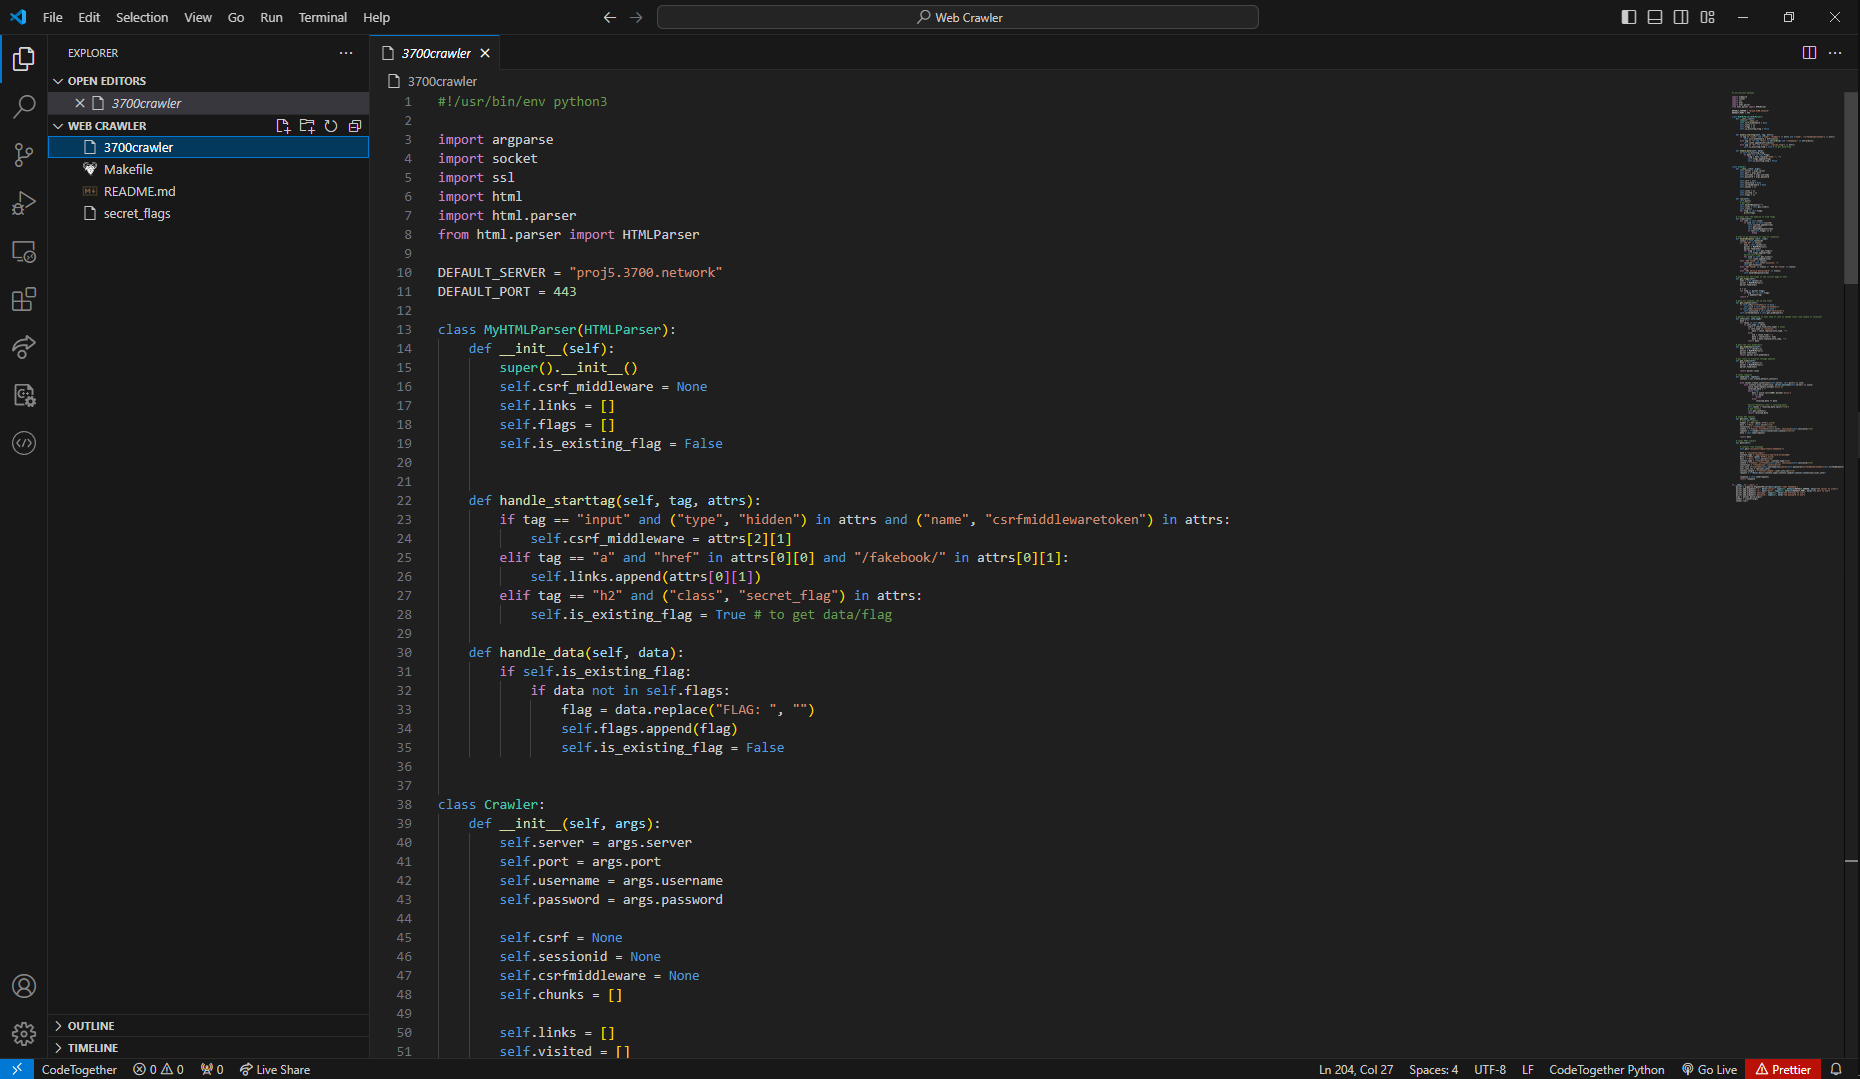 File Edit Selection View Go Run Terminal Help
Web Crawler
EXPLORER
OPEN EDITORS
3700crawler
WEB CRAWLER
3700crawler
Makefile
README.md
secret_flags
OUTLINE
TIMELINE
3700crawler
3700crawler
1 #!/usr/bin/env python3
2
3 import argparse
4 import socket
5 import ssl
6 import html
7 import html.parser
8 from html.parser import HTMLParser
9
10 DEFAULT_SERVER = "proj5.3700.network"
11 DEFAULT_PORT = 443
12
13 class MyHTMLParser(HTMLParser):
14     def __init__(self):
15         super().__init__()
16         self.csrf_middleware = None
17         self.links = []
18         self.flags = []
19         self.is_existing_flag = False
20
21
22     def handle_starttag(self, tag, attrs):
23         if tag == "input" and ("type", "hidden") in attrs and ("name", "csrfmiddlewaretoken") in attrs:
24             self.csrf_middleware = attrs[2][1]
25         elif tag == "a" and "href" in attrs[0][0] and "/fakebook/" in attrs[0][1]:
26             self.links.append(attrs[0][1])
27         elif tag == "h2" and ("class", "secret_flag") in attrs:
28             self.is_existing_flag = True # to get data/flag
29
30     def handle_data(self, data):
31         if self.is_existing_flag:
32             if data not in self.flags:
33                 flag = data.replace("FLAG: ", "")
34                 self.flags.append(flag)
35                 self.is_existing_flag = False
36
37
38 class Crawler:
39     def __init__(self, args):
40         self.server = args.server
41         self.port = args.port
42         self.username = args.username
43         self.password = args.password
44
45         self.csrf = None
46         self.sessionid = None
47         self.csrfmiddleware = None
48         self.chunks = []
49
50         self.links = []
51         self.visited = []
CodeTogether 0 0 0 Live Share Ln 204, Col 27 Spaces: 4 UTF-8 LF CodeTogether Python Go Live Prettier